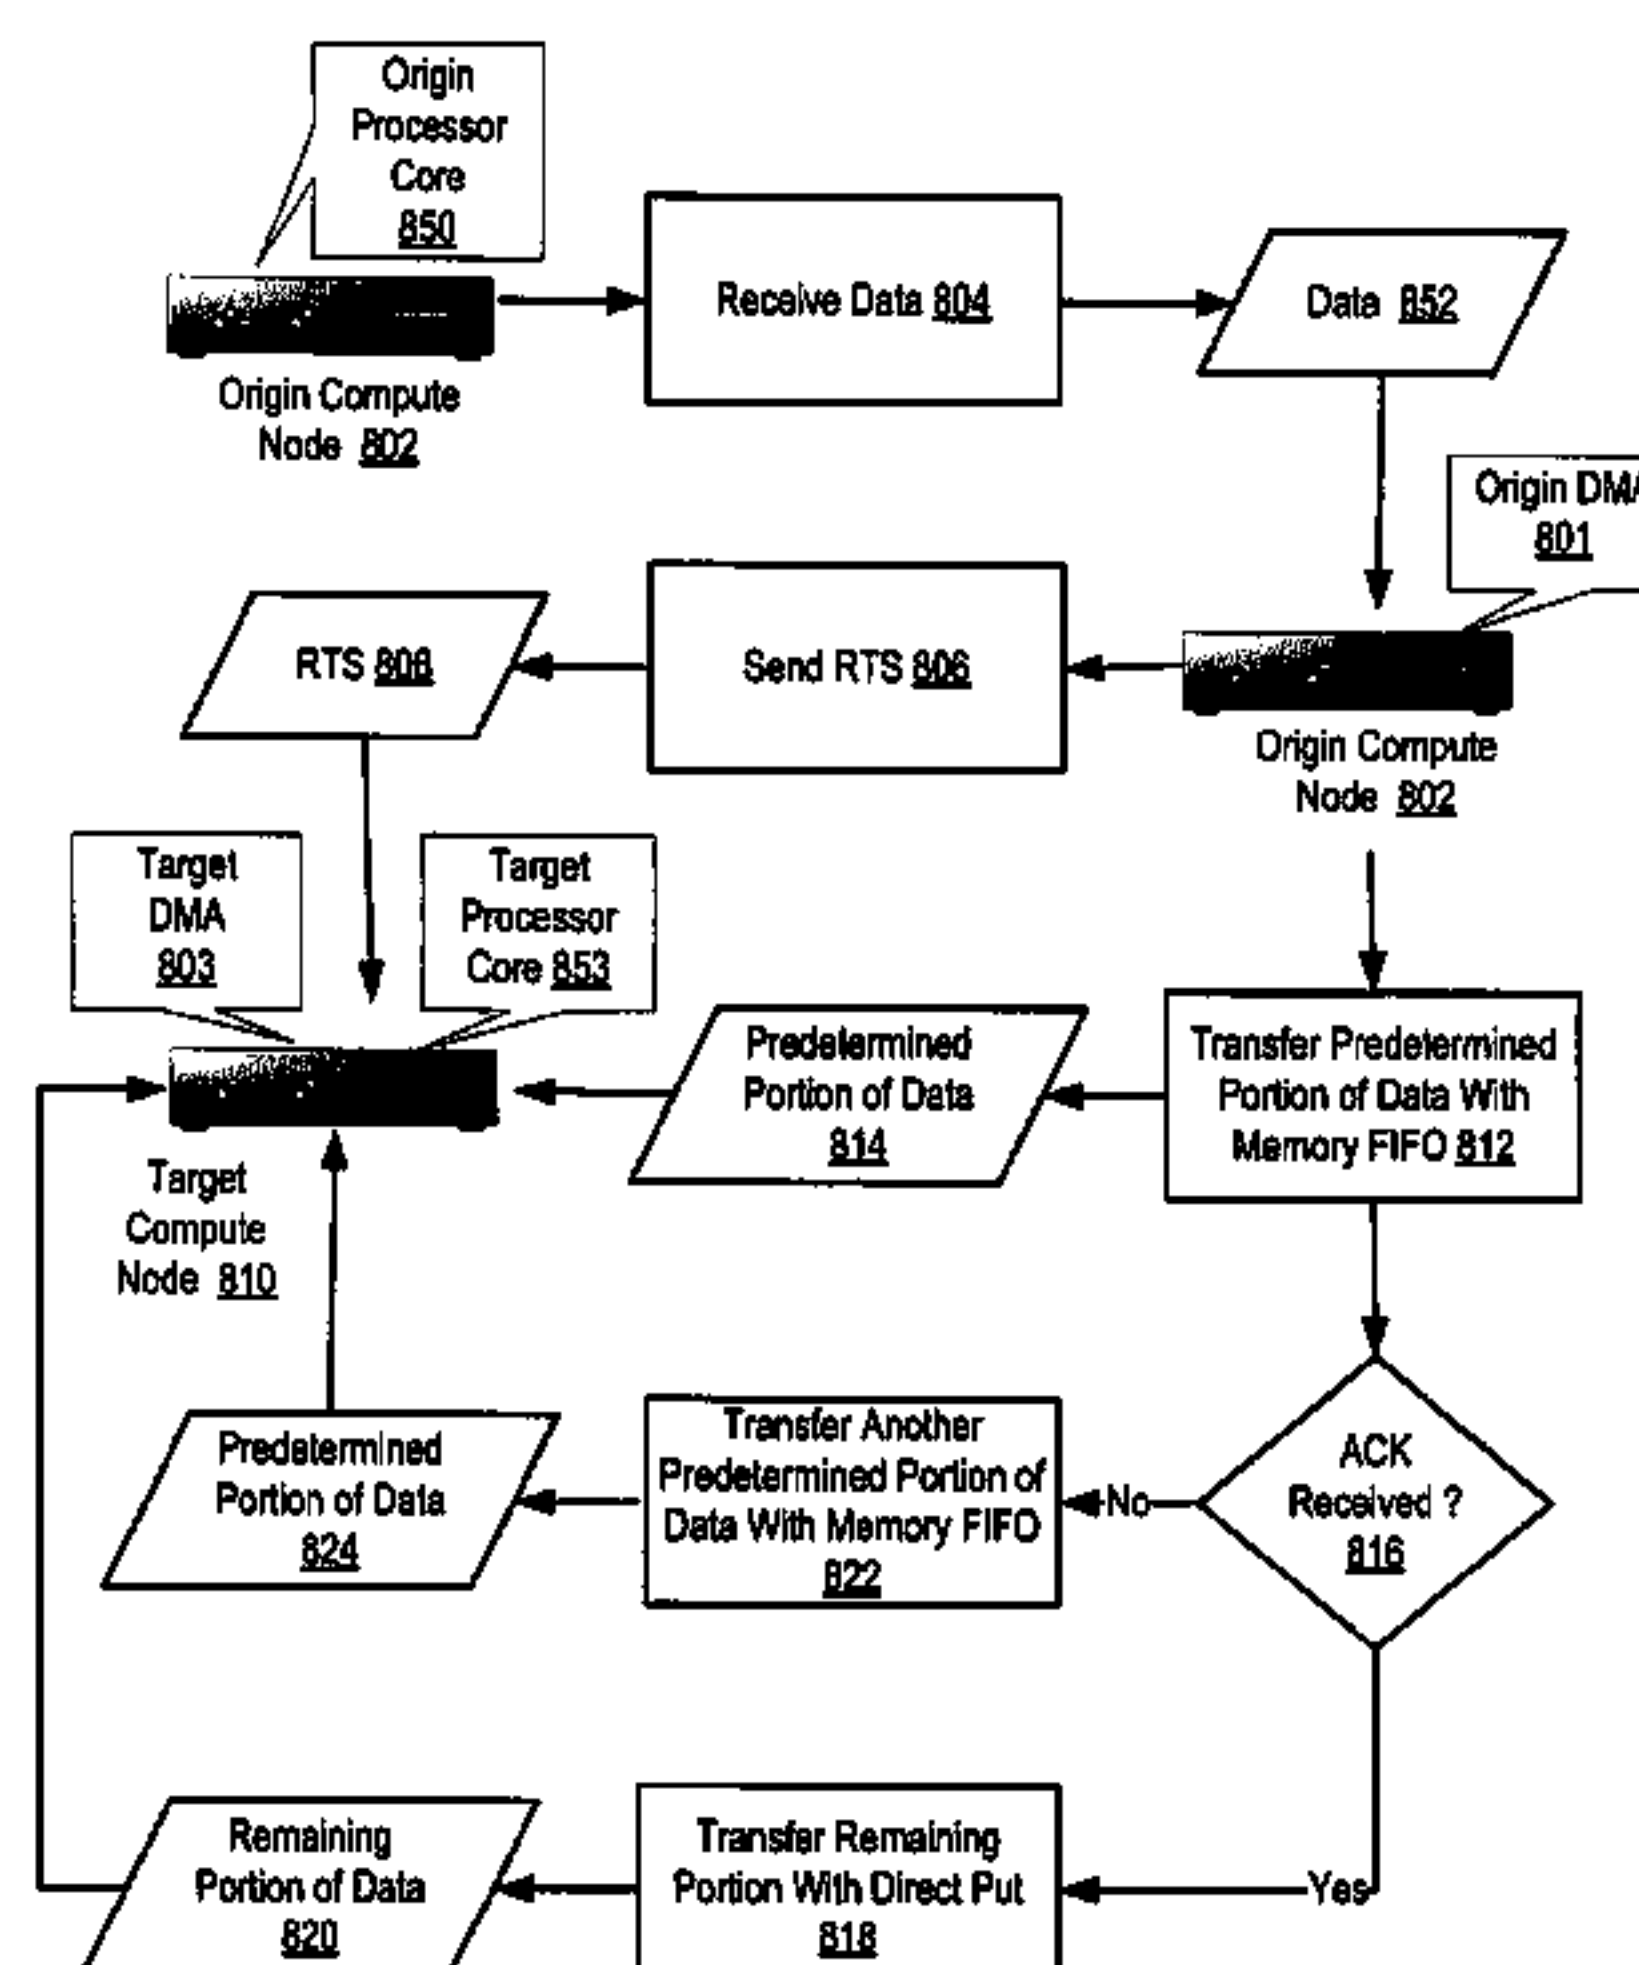 Origin
Processor
Core
850
Receive Data 804
Data 852
Origin Compute
Node 802
Origin DMA
801
RTS 808
Send RTS 806
Origin Compute
Node 802
Target
DMA
803
Target
Processor
Core 853
Predetermined
Portion of Data
814
Transfer Predetermined
Portion of Data With
Memory FIFO 812
Target
Compute
Node 810
Predetermined
Portion of Data
824
Transfer Another
Predetermined Portion of
Data With Memory FIFO
822
No
ACK
Received ?
816
Remaining
Portion of Data
820
Transfer Remaining
Portion With Direct Put
818
Yes